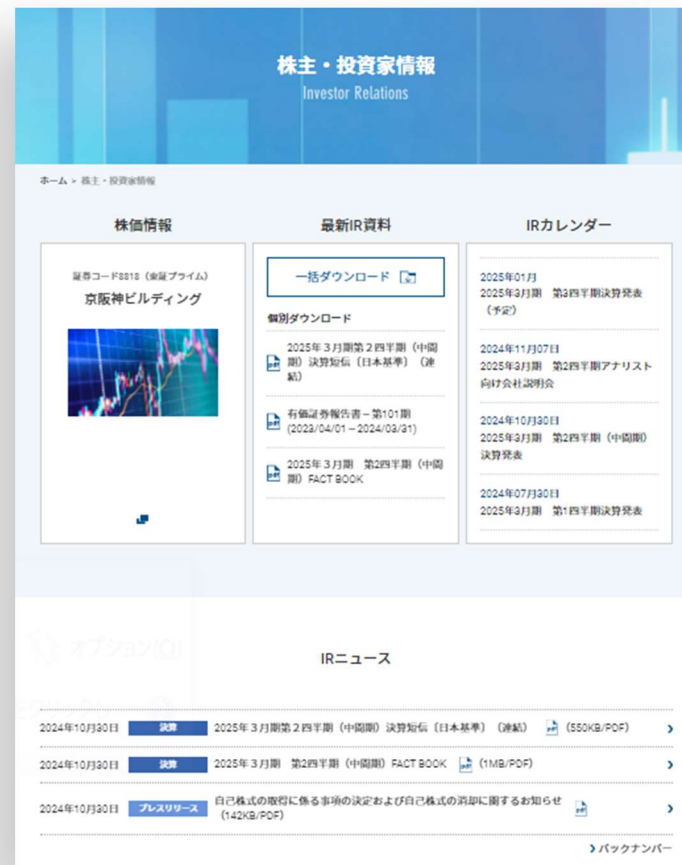 株主・投資家情報
Investor Relations
ホーム > 株主・投資家情報
株価情報
証券コード8818（東証プライム）
京阪神ビルディング
最新IR資料
一括ダウンロード
個別ダウンロード
2025年３月期第２四半期（中間
期）決算短信〔日本基準〕（連
結）
有価証券報告書－第101期
(2023/04/01－2024/03/31)
2025年３月期　第2四半期（中間
期）FACT BOOK
IRカレンダー
2025年01月
2025年3月期　第3四半期決算発表
（予定）
2024年11月07日
2025年3月期　第2四半期アナリスト
向け会社説明会
2024年10月30日
2025年3月期　第2四半期（中間期）
決算発表
2024年07月30日
2025年3月期　第1四半期決算発表
オプション(O)
IRニュース
2024年10月30日 決算 2025年３月期第２四半期（中間期）決算短信〔日本基準〕（連結） （550KB/PDF）
2024年10月30日 決算 2025年３月期　第2四半期（中間期）FACT BOOK （1MB/PDF）
2024年10月30日 プレスリリース 自己株式の取得に係る事項の決定および自己株式の消却に関するお知らせ
（142KB/PDF）
バックナンバー